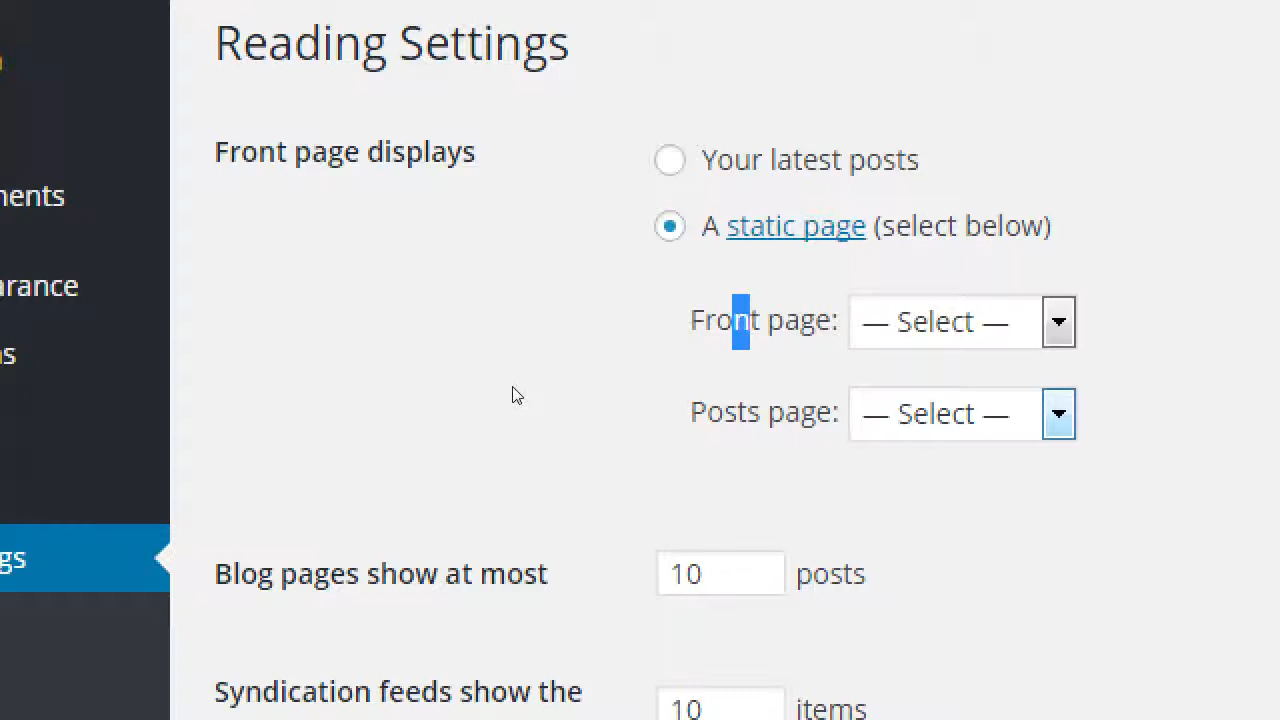 Reading Settings
Front page displays
Your latest posts
A static page (select below)
Front page: — Select —
Posts page: — Select —
Blog pages show at most 10 posts
Syndication feeds show the 10 items
nents
arance
s
gs